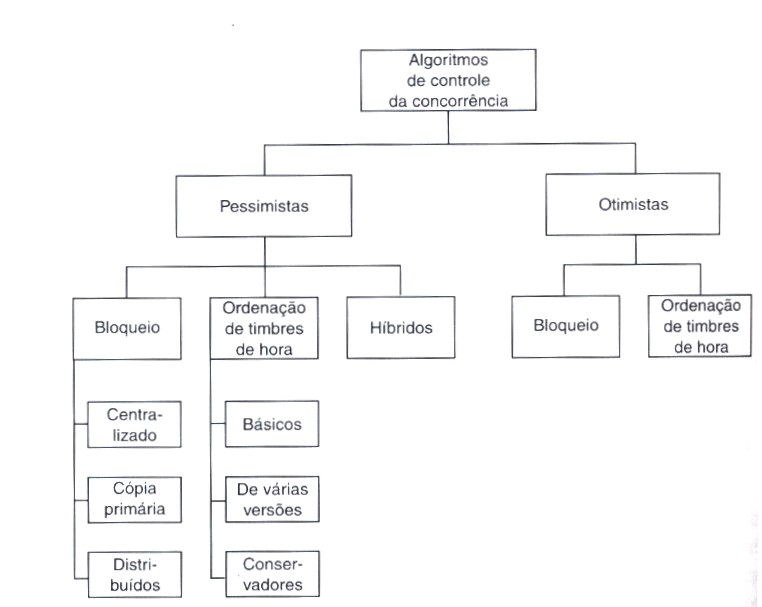 Algoritmos
de controle
da concorrência
Pessimistas
Otimistas
Bloqueio
Ordenação
de timbres
de hora
Híbridos
Bloqueio
Ordenação
de timbres
de hora
Centra-
lizado
Básicos
Cópia
primária
De várias
versões
Distri-
buídos
Conser-
vadores